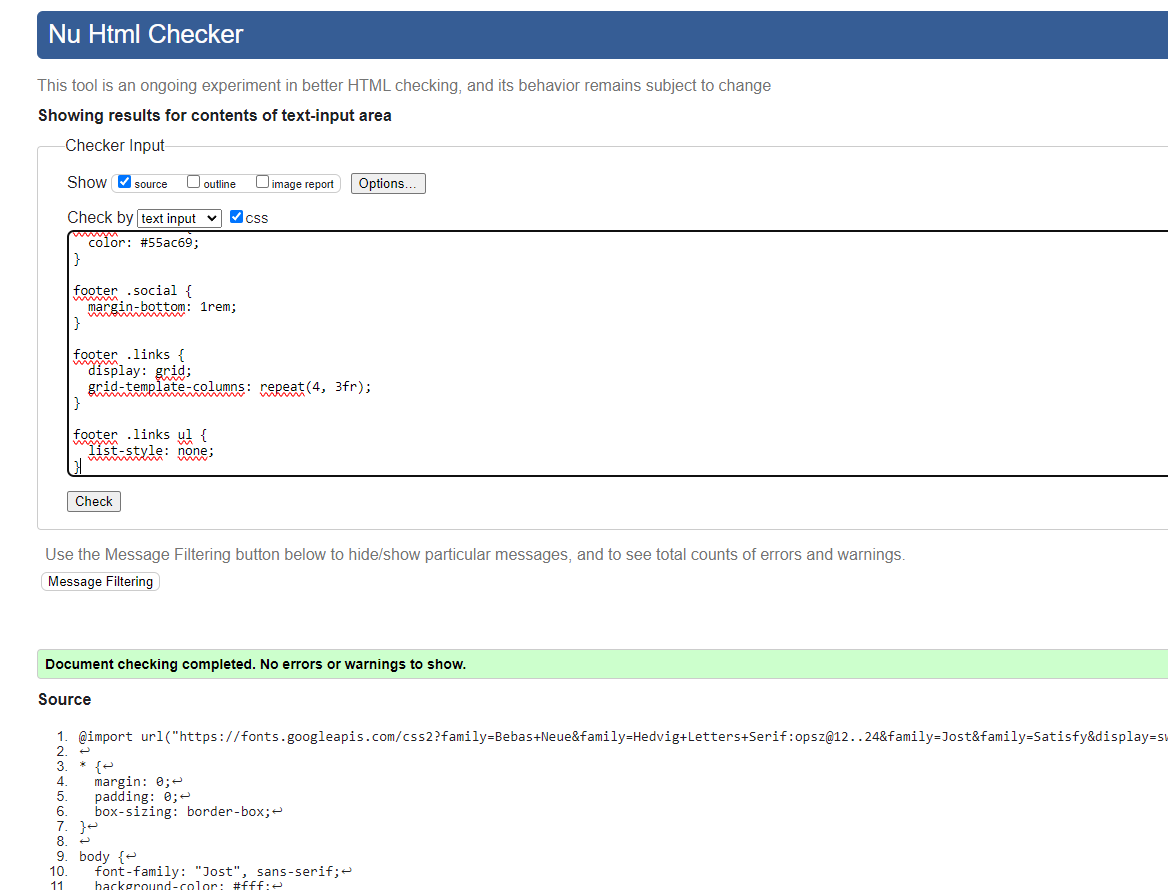 Nu Html Checker
This tool is an ongoing experiment in better HTML checking, and its behavior remains subject to change
Showing results for contents of text-input area
Checker Input
Show source outline image report Options...
Check by text input css
color: #55ac69;
}
footer .social {
margin-bottom: 1rem;
}
footer .links {
display: grid;
grid-template-columns: repeat(4, 3fr);
}
footer .links ul {
list-style: none;
}
Check
Use the Message Filtering button below to hide/show particular messages, and to see total counts of errors and warnings.
Message Filtering
Document checking completed. No errors or warnings to show.
Source
1. @import url("https://fonts.googleapis.com/css2?family=Bebas+Neue&family=Hedvig+Letters+Serif:opsz@12..24&family=Jost&family=Satisfy&display=sw
2. ↩
3. * {↩
4. margin: 0;↩
5. padding: 0;↩
6. box-sizing: border-box;↩
7. }↩
8. ↩
9. body {↩
10. font-family: "Jost", sans-serif;↩
11. background-color: #fff;↩